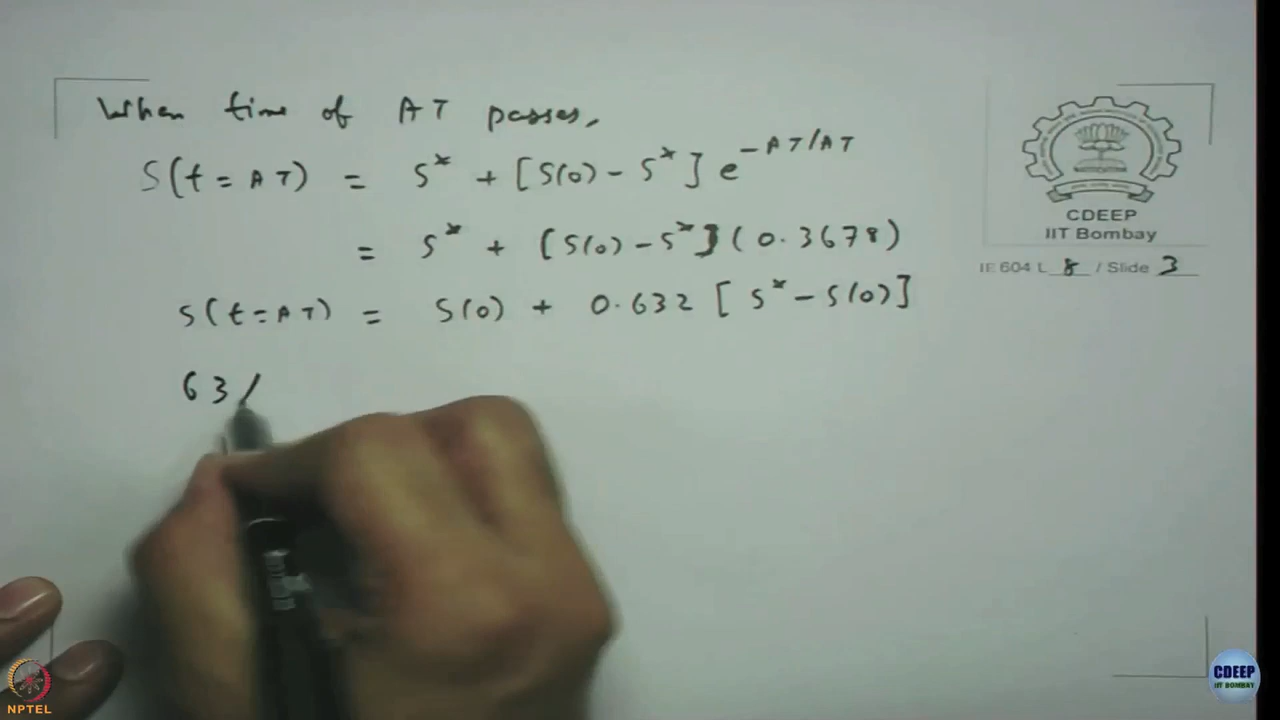 When time of AT passes,
S(t = AT) = S* + [S(0) - S*] e^-AT/AT
= S* + [S(0) - S*] (0.3678)
S(t = AT) = S(0) + 0.632 [S* - S(0)]
63/
CDEEP
IIT Bombay
IE 604 L 8 / Slide 3
NPTEL
CDEEP
IIT BOMBAY